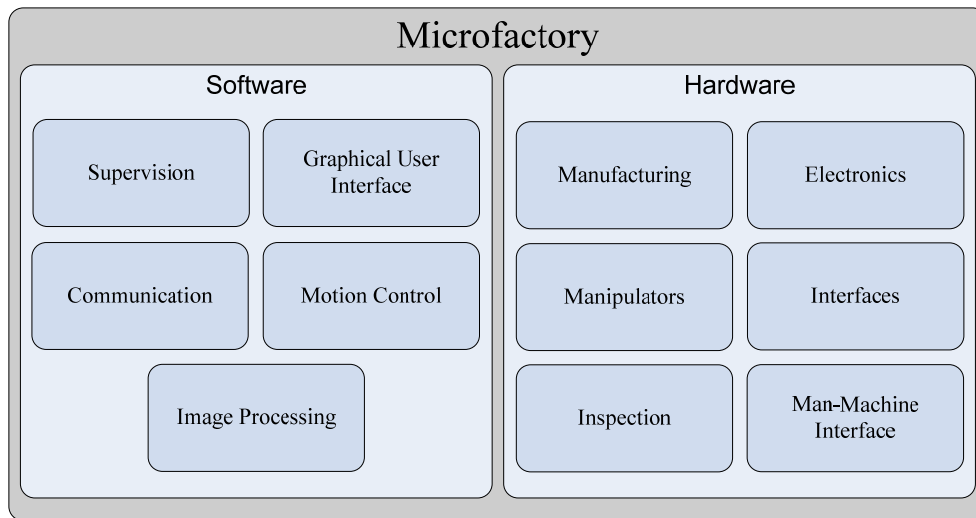 Microfactory
Software
Supervision
Graphical User
Interface
Communication
Motion Control
Image Processing
Hardware
Manufacturing
Electronics
Manipulators
Interfaces
Inspection
Man-Machine
Interface